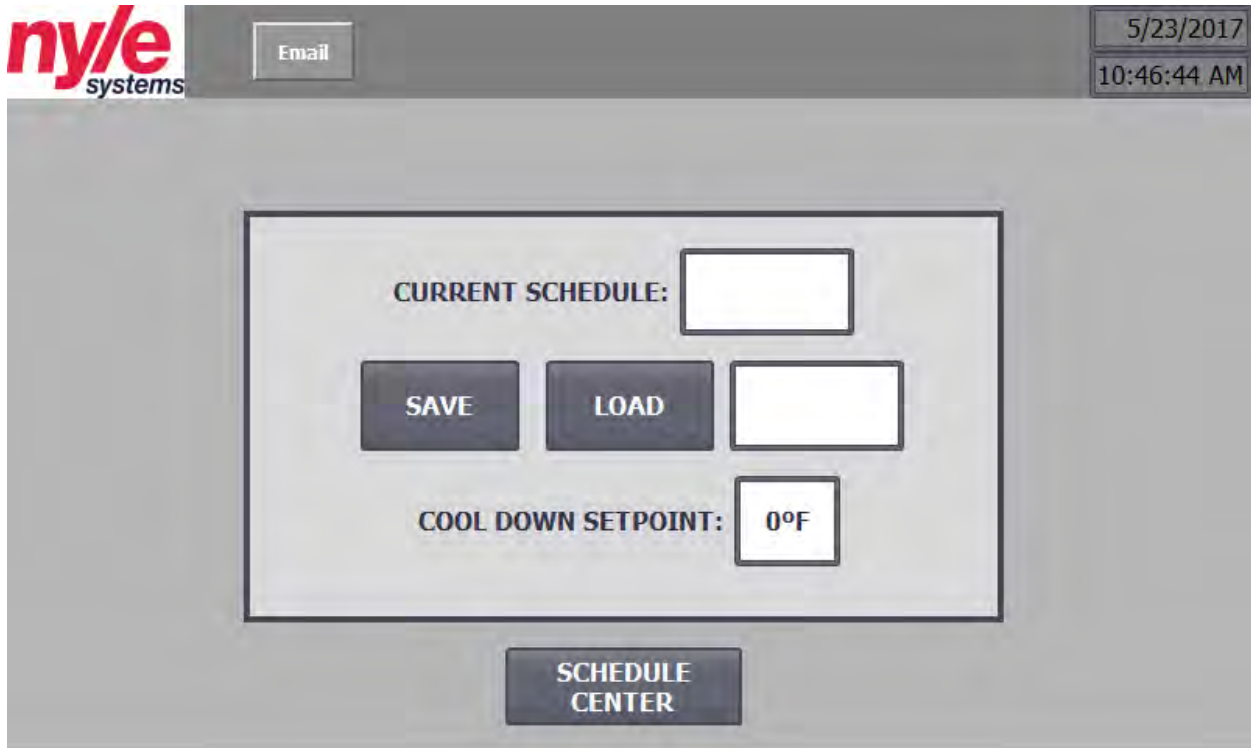 nyle
systems
Email
5/23/2017
10:46:44 AM
CURRENT SCHEDULE:
SAVE
LOAD
COOL DOWN SETPOINT:
0ºF
SCHEDULE
CENTER